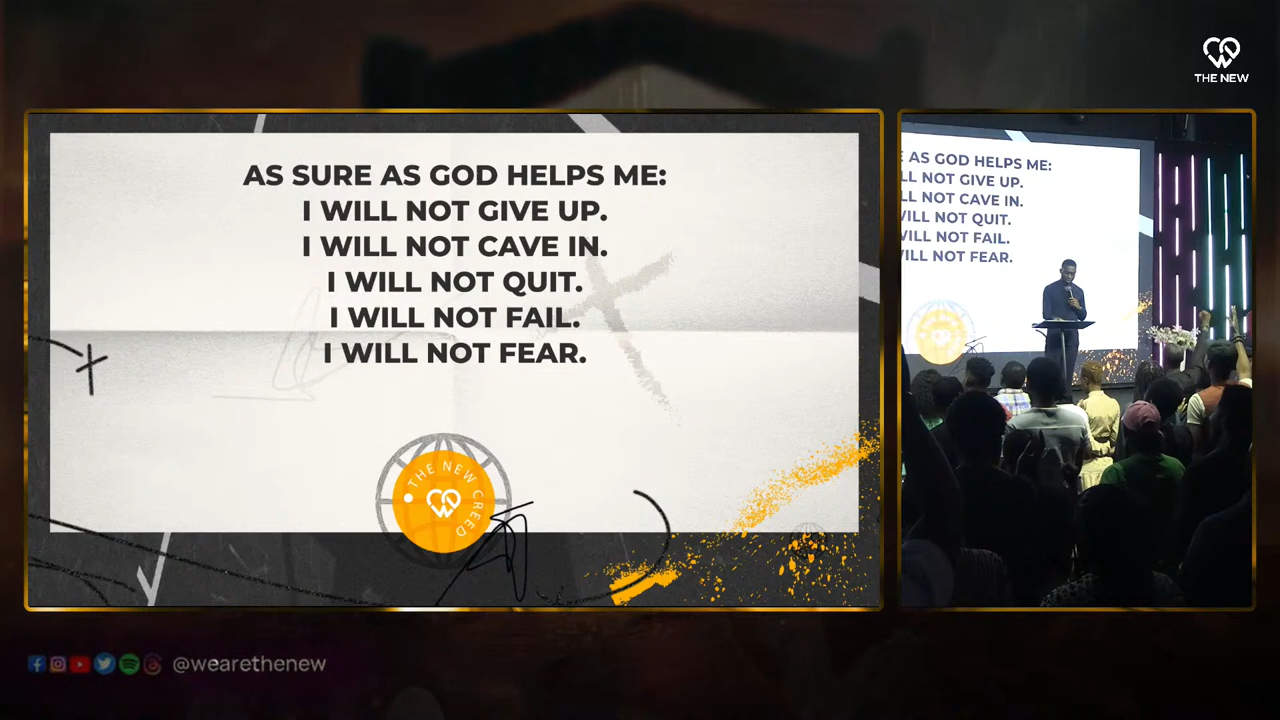 THE NEW
AS SURE AS GOD HELPS ME:
I WILL NOT GIVE UP.
I WILL NOT CAVE IN.
I WILL NOT QUIT.
I WILL NOT FAIL.
I WILL NOT FEAR.
THE NEW CREED
AS GOD HELPS ME:
NOT GIVE UP.
NOT CAVE IN.
NOT QUIT.
WILL NOT FAIL.
WILL NOT FEAR.
@wearethenew